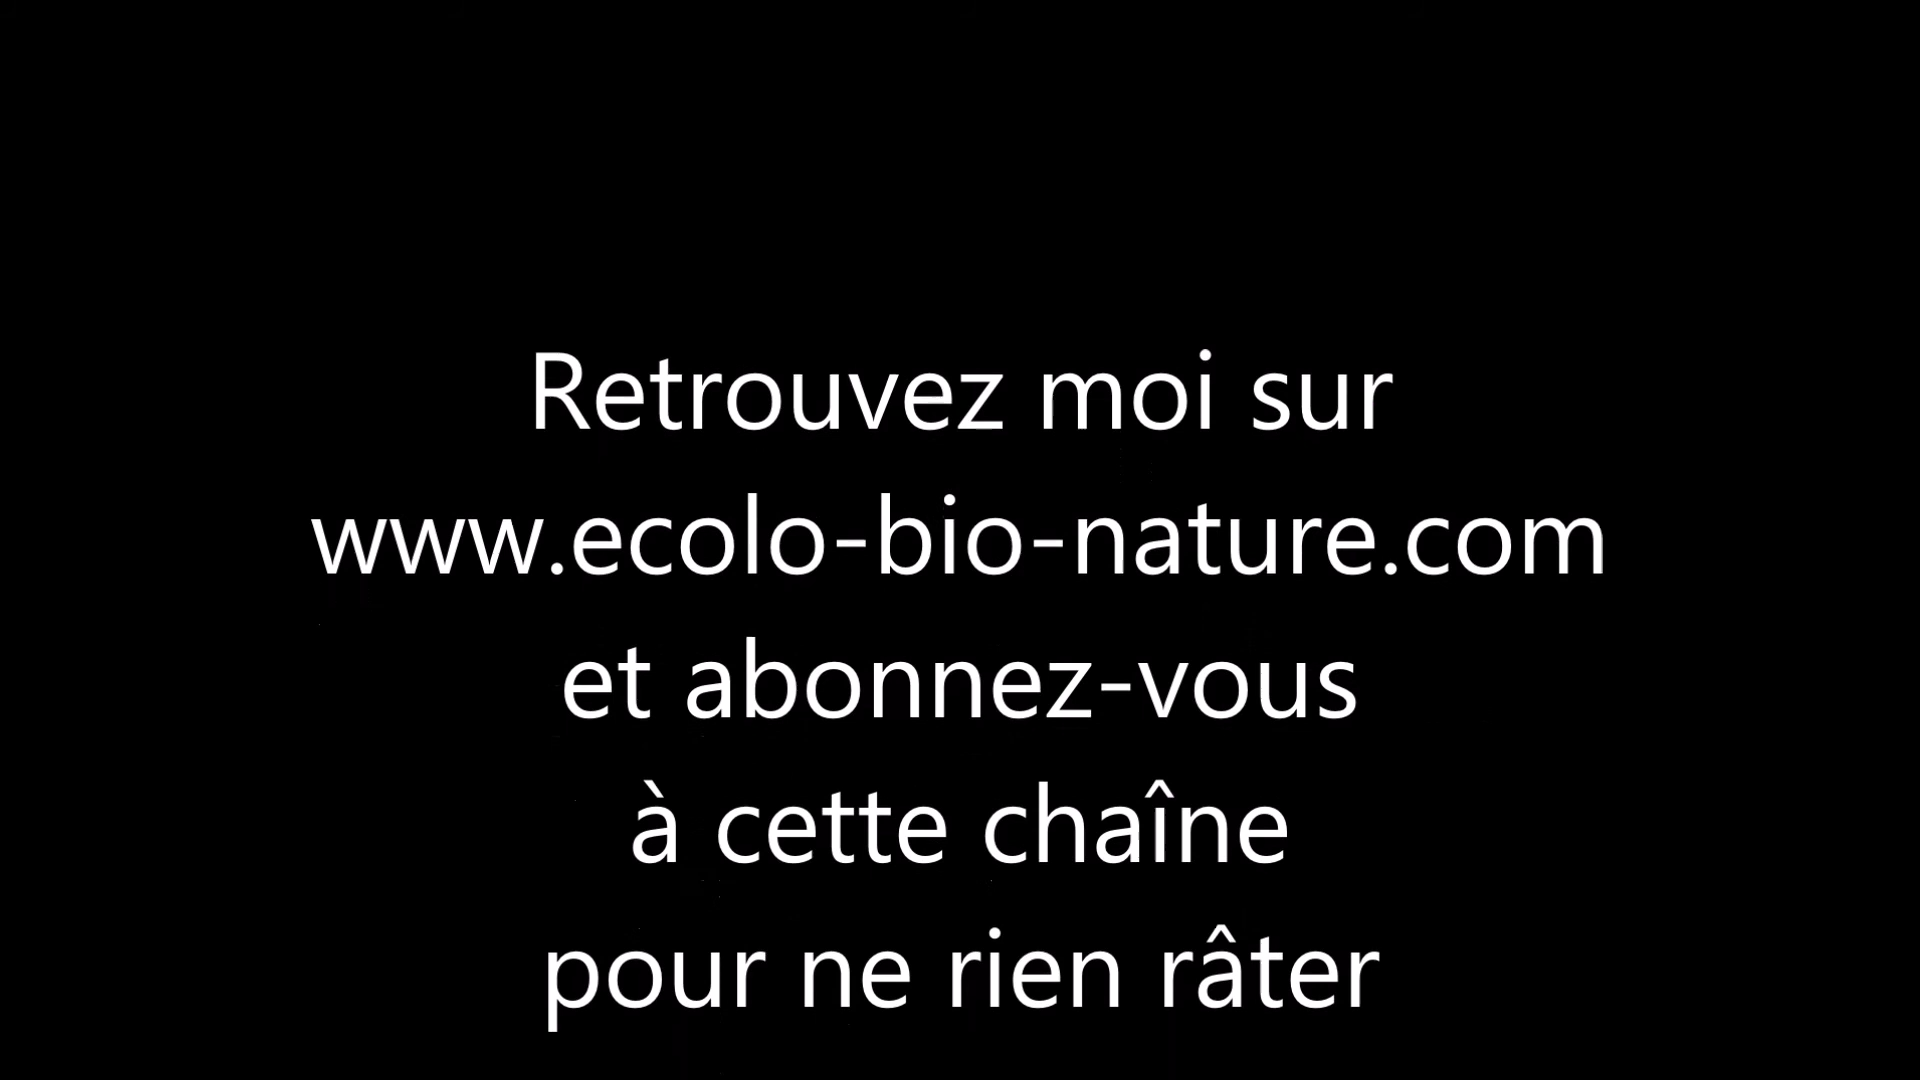 Retrouvez moi sur
www.ecolo-bio-nature.com
et abonnez-vous
à cette chaîne
pour ne rien râter